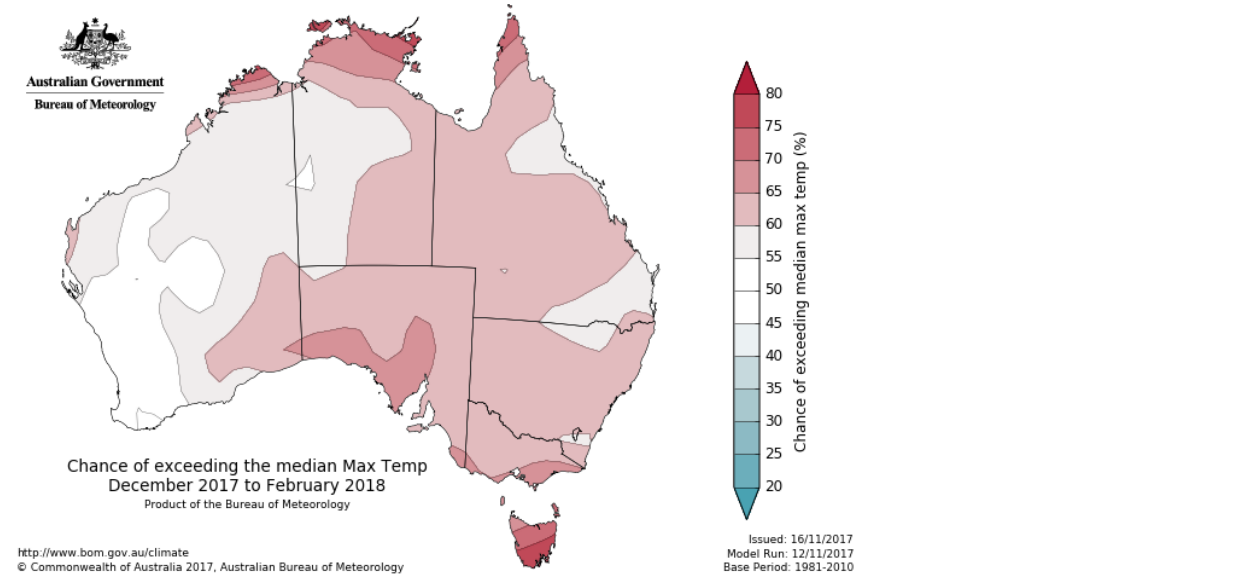 Australian Government
Bureau of Meteorology
80
75
70
65
60
55
50
45
40
35
30
25
20
Chance of exceeding median max temp (%)
Chance of exceeding the median Max Temp
December 2017 to February 2018
Product of the Bureau of Meteorology
http://www.bom.gov.au/climate
© Commonwealth of Australia 2017, Australian Bureau of Meteorology
Issued: 16/11/2017
Model Run: 12/11/2017
Base Period: 1981-2010